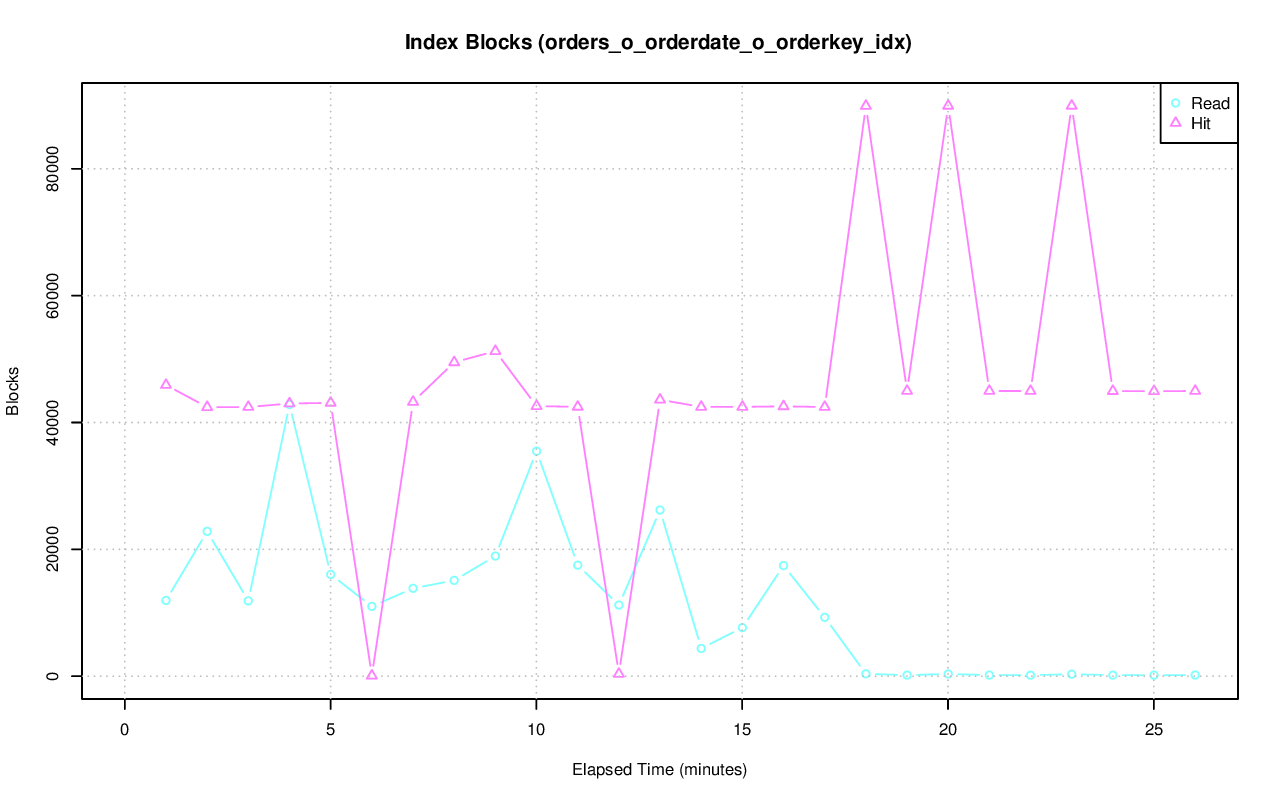 Index Blocks (orders_o_orderdate_o_orderkey_idx)
Read
Hit
Blocks
80000
60000
40000
20000
0
0 5 10 15 20 25
Elapsed Time (minutes)